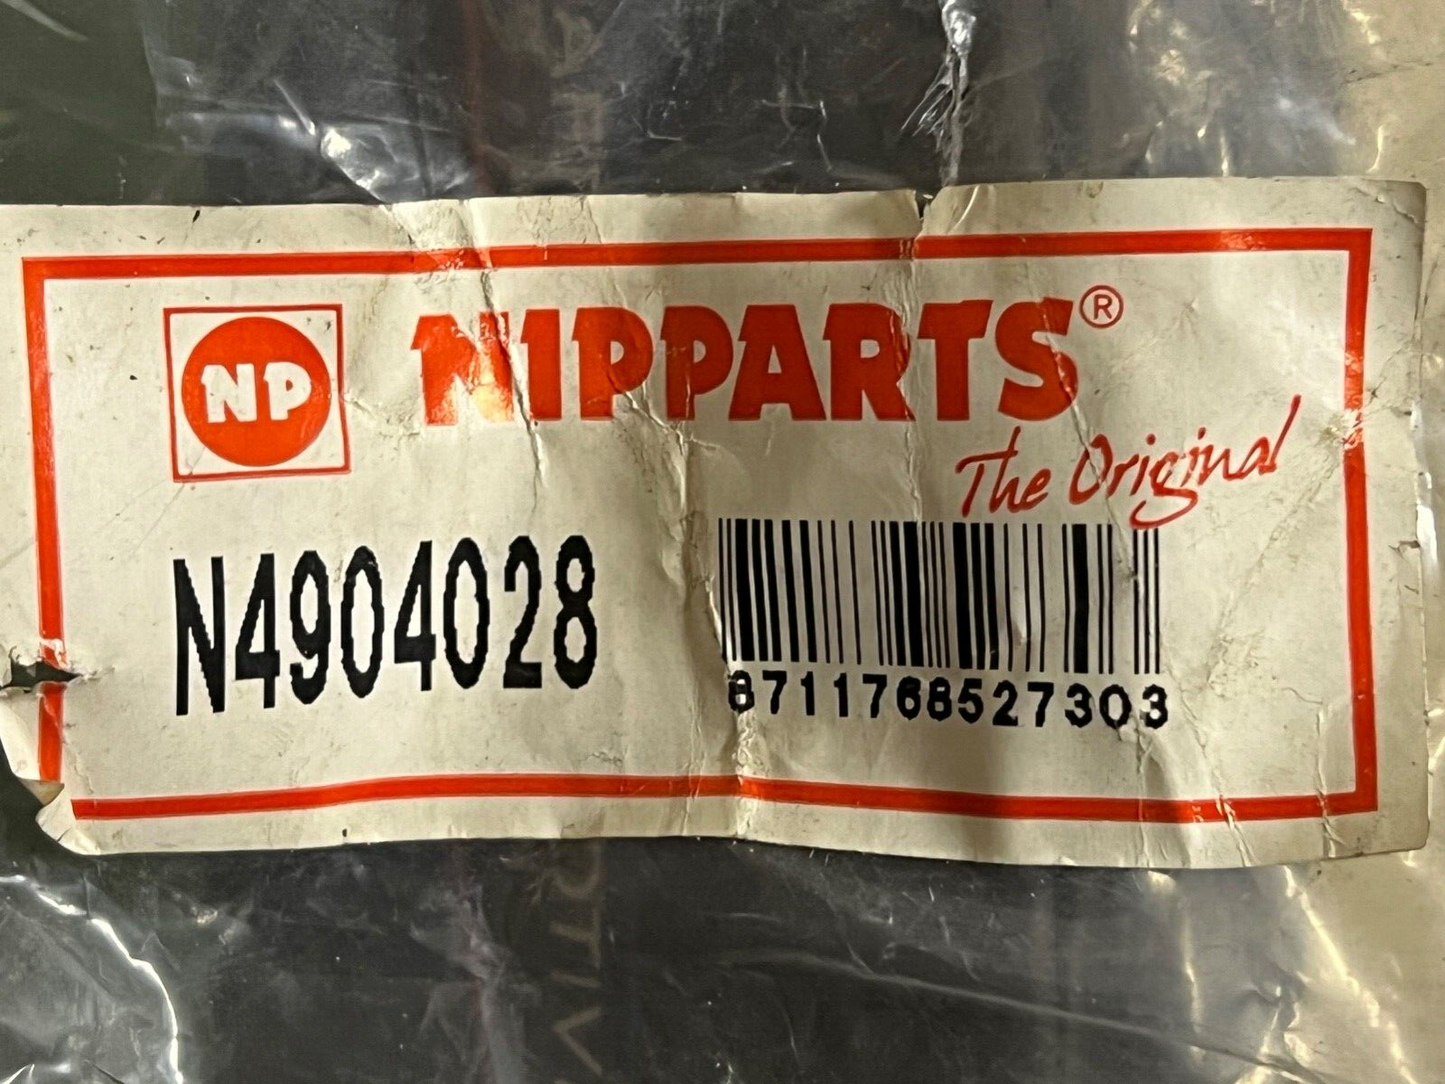 NP
NIPPARTS®
The Original
N4904028
8711768527303